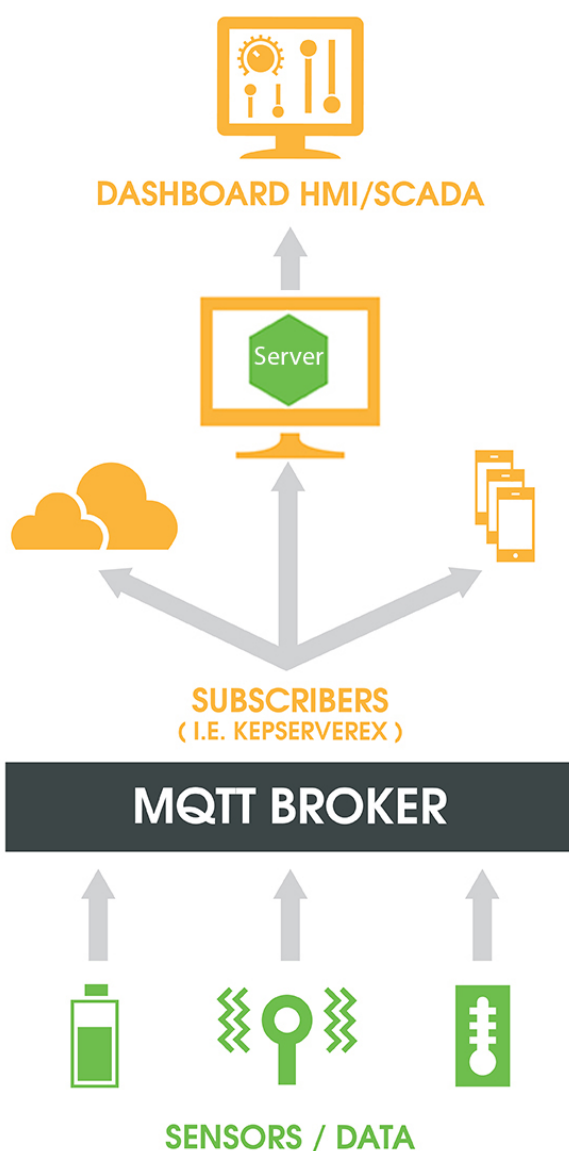 DASHBOARD HMI/SCADA
Server
SUBSCRIBERS
( I.E. KEPSERVEREX )
MQTT BROKER
SENSORS / DATA